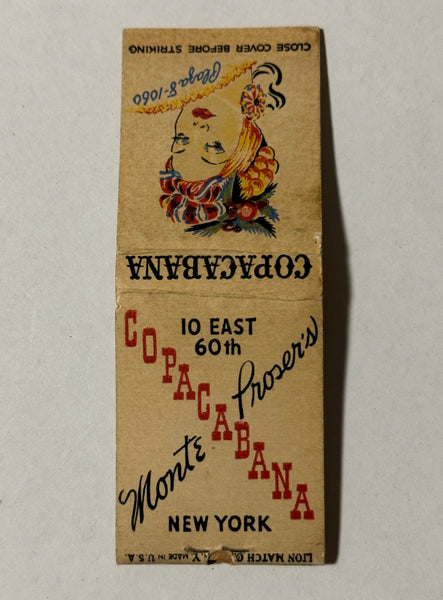 CLOSE COVER BEFORE STRIKING
Plaza 8-1060
COPACABANA
10 EAST
60th
COPACABANA
Monte Proser's
NEW YORK
LION MATCH C Y. MADE IN U.S.A.